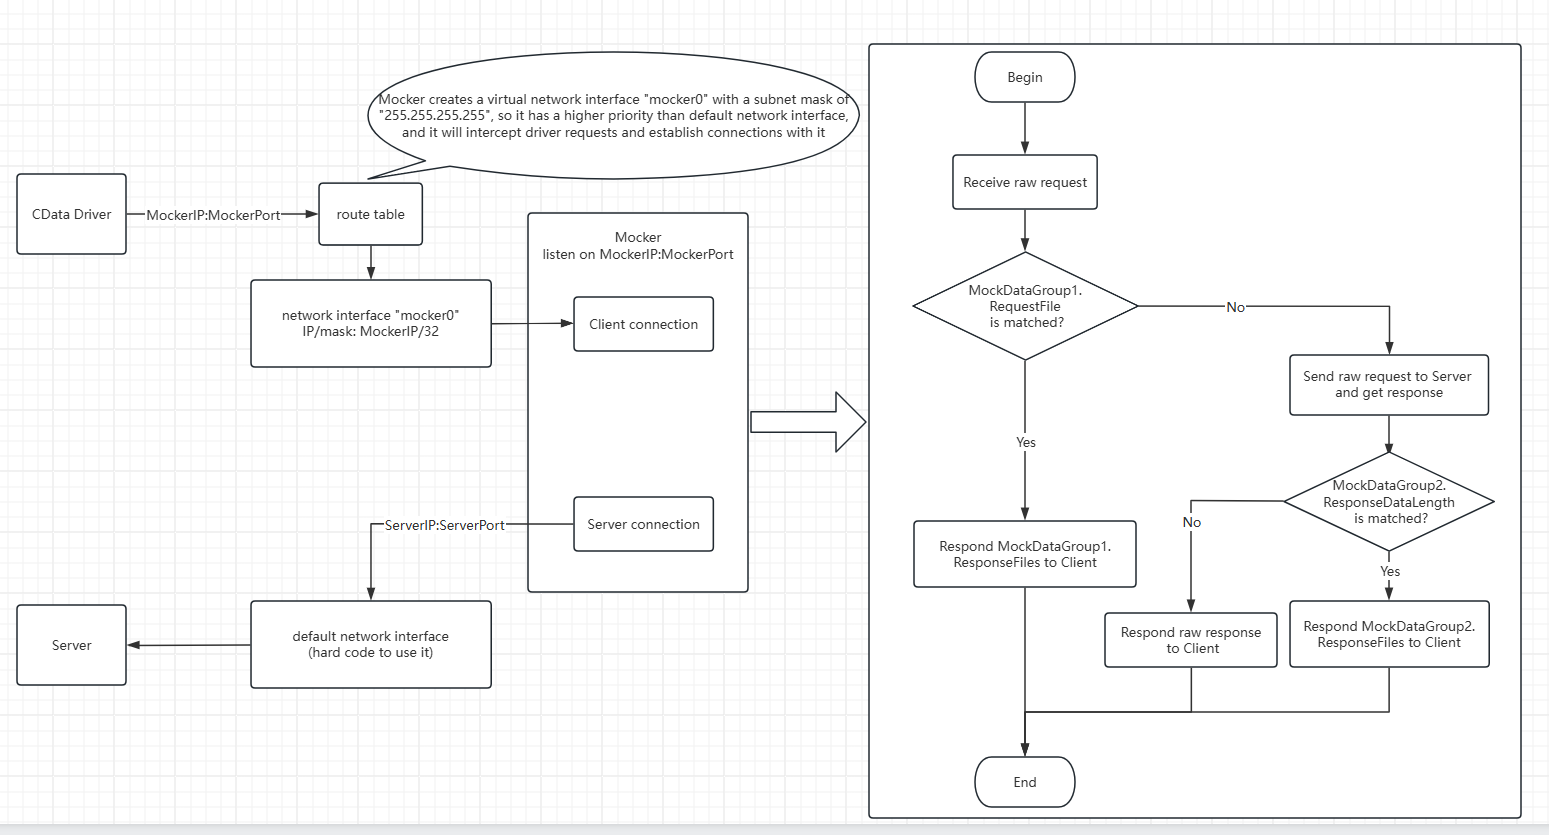 Mocker creates a virtual network interface "mocker0" with a subnet mask of
"255.255.255.255", so it has a higher priority than default network interface,
and it will intercept driver requests and establish connections with it
CData Driver
MockerIP:MockerPort
route table
network interface "mocker0"
IP/mask: MockerIP/32
Mocker
listen on MockerIP:MockerPort
Client connection
Server connection
ServerIP:ServerPort
default network interface
(hard code to use it)
Server
Begin
Receive raw request
MockDataGroup1.
RequestFile
is matched?
No
Yes
Send raw request to Server
and get response
MockDataGroup2.
ResponseDataLength
is matched?
No
Yes
Respond MockDataGroup1.
ResponseFiles to Client
Respond raw response
to Client
Respond MockDataGroup2.
ResponseFiles to Client
End